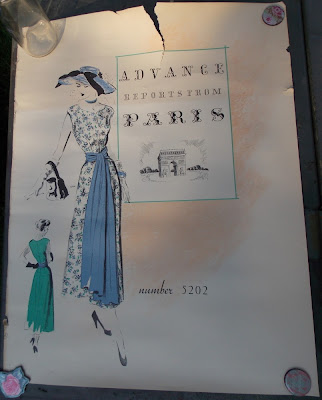 ADVANCE
REPORTS FROM
PARIS
number 5202